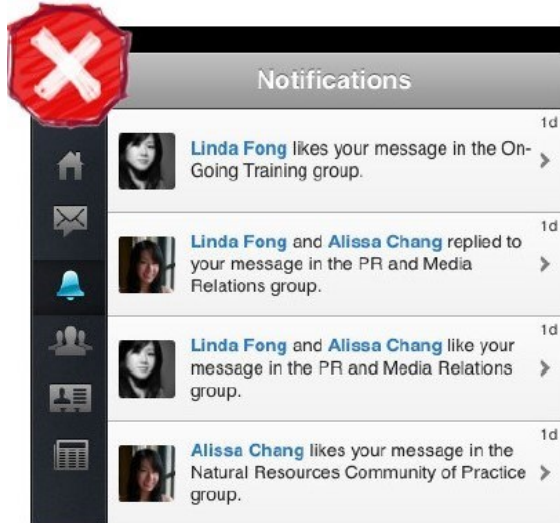 Notifications
1d
Linda Fong likes your message in the On-
Going Training group.
1d
Linda Fong and Alissa Chang replied to
your message in the PR and Media
Relations group.
1d
Linda Fong and Alissa Chang like your
message in the PR and Media Relations
group.
1d
Alissa Chang likes your message in the
Natural Resources Community of Practice
group.